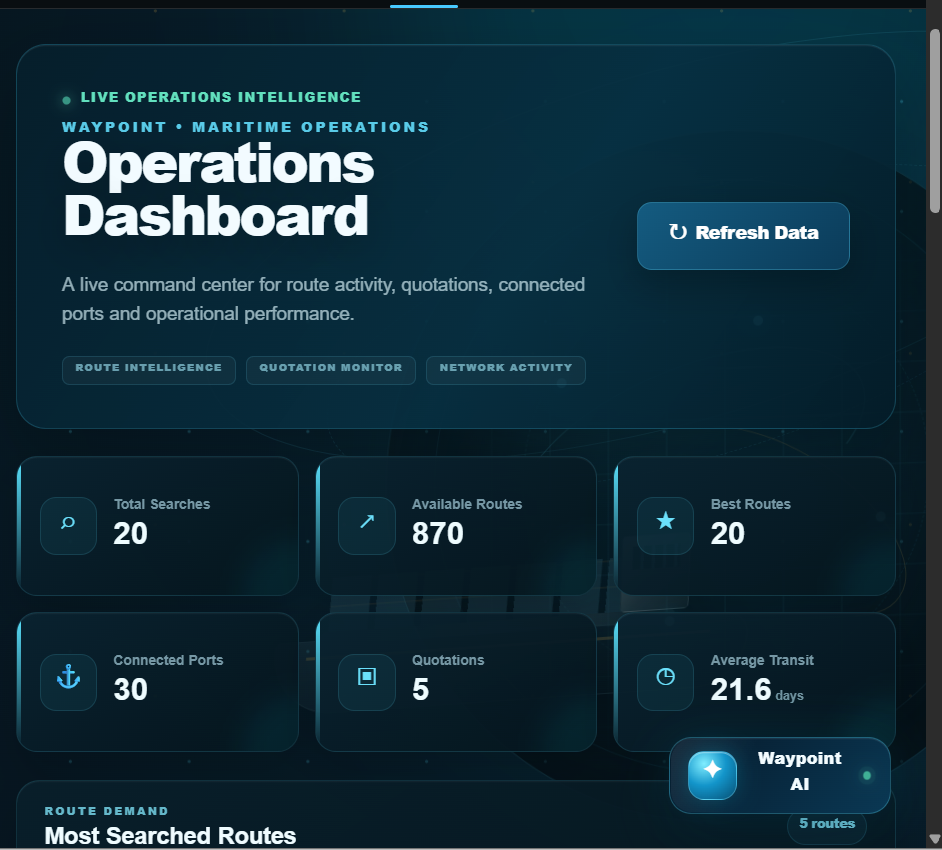 LIVE OPERATIONS INTELLIGENCE
WAYPOINT • MARITIME OPERATIONS
Operations
Dashboard
A live command center for route activity, quotations, connected
ports and operational performance.
↻ Refresh Data
ROUTE INTELLIGENCE
QUOTATION MONITOR
NETWORK ACTIVITY
Total Searches
20
Available Routes
870
Best Routes
20
Connected Ports
30
Quotations
5
Average Transit
21.6 days
Waypoint
AI
ROUTE DEMAND
Most Searched Routes
5 routes